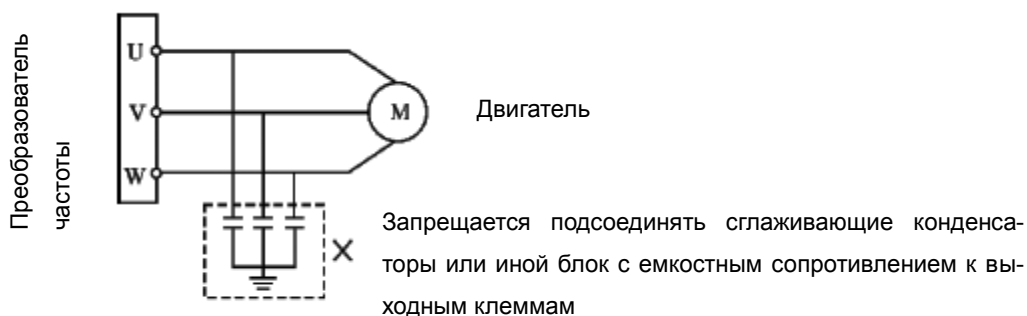 Преобразователь
частоты
U
V
W
M
Двигатель
Запрещается подсоединять сглаживающие конденса-
торы или иной блок с емкостным сопротивлением к вы-
ходным клеммам